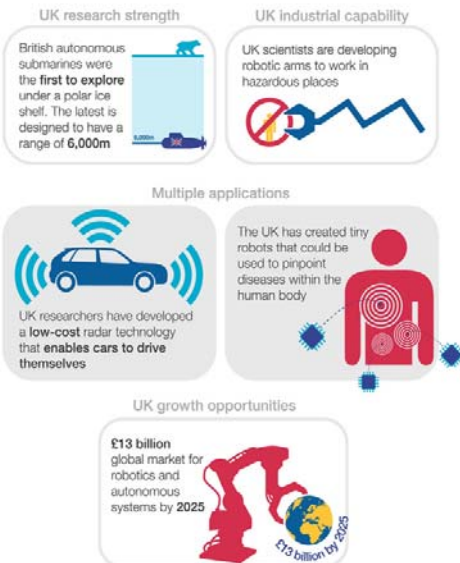 UK research strength
British autonomous
submarines were
the first to explore
under a polar ice
shelf. The latest is
designed to have a
range of 6,000m
6,000m
UK industrial capability
UK scientists are developing
robotic arms to work in
hazardous places
Multiple applications
UK researchers have developed
a low-cost radar technology
that enables cars to drive
themselves
The UK has created tiny
robots that could be
used to pinpoint
diseases within the
human body
UK growth opportunities
£13 billion
global market for
robotics and
autonomous
systems by 2025
£13 billion by 2025